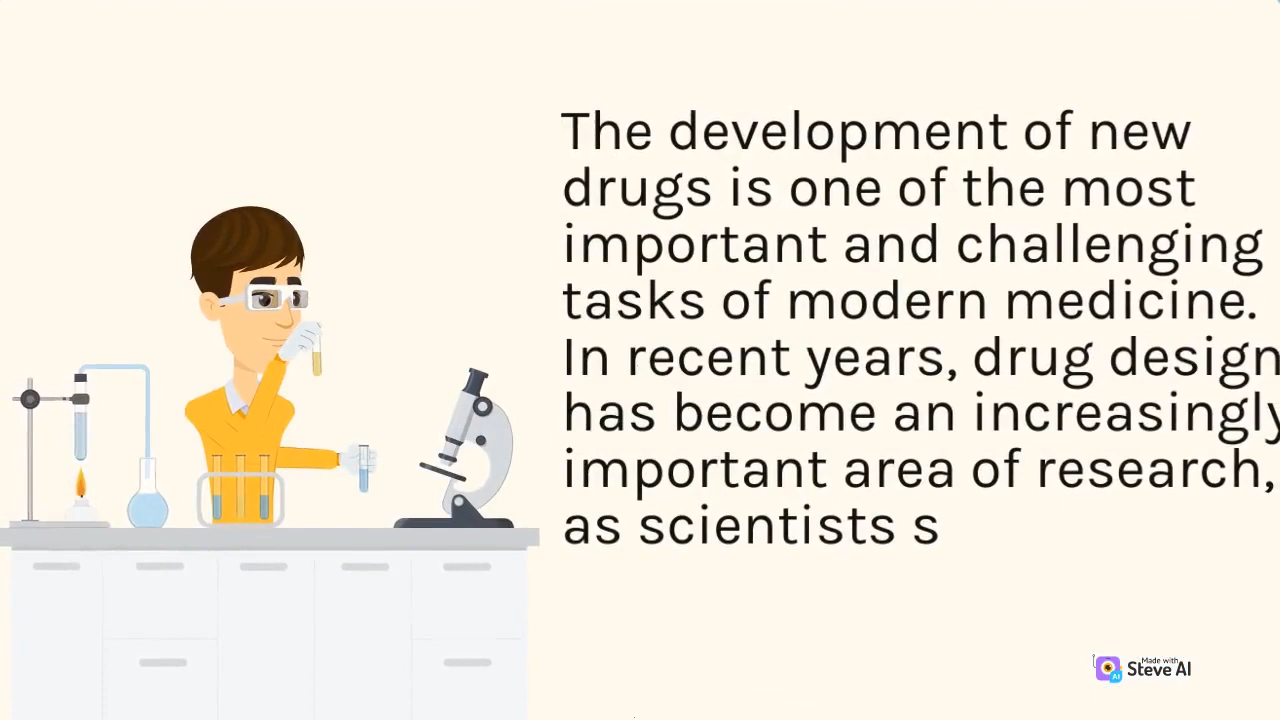 The development of new
drugs is one of the most
important and challenging
tasks of modern medicine.
In recent years, drug design
has become an increasingly
important area of research,
as scientists s
Made with
Steve AI
AI